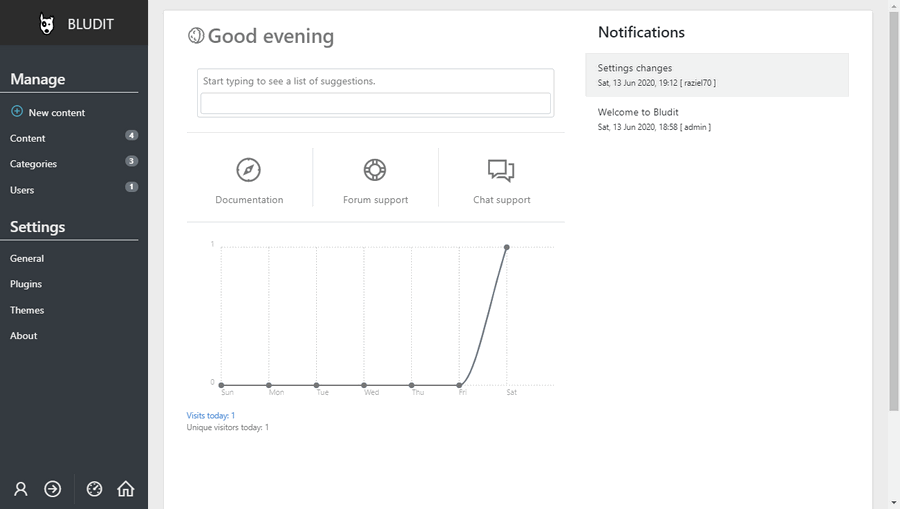 BLUDIT
Manage
New content
Content 4
Categories 3
Users 1
Settings
General
Plugins
Themes
About
Good evening
Start typing to see a list of suggestions.
Documentation
Forum support
Chat support
1
0
Sun Mon Tue Wed Thu Fri Sat
Visits today: 1
Unique visitors today: 1
Notifications
Settings changes
Sat, 13 Jun 2020, 19:12 [ raziel70 ]
Welcome to Bludit
Sat, 13 Jun 2020, 18:58 [ admin ]